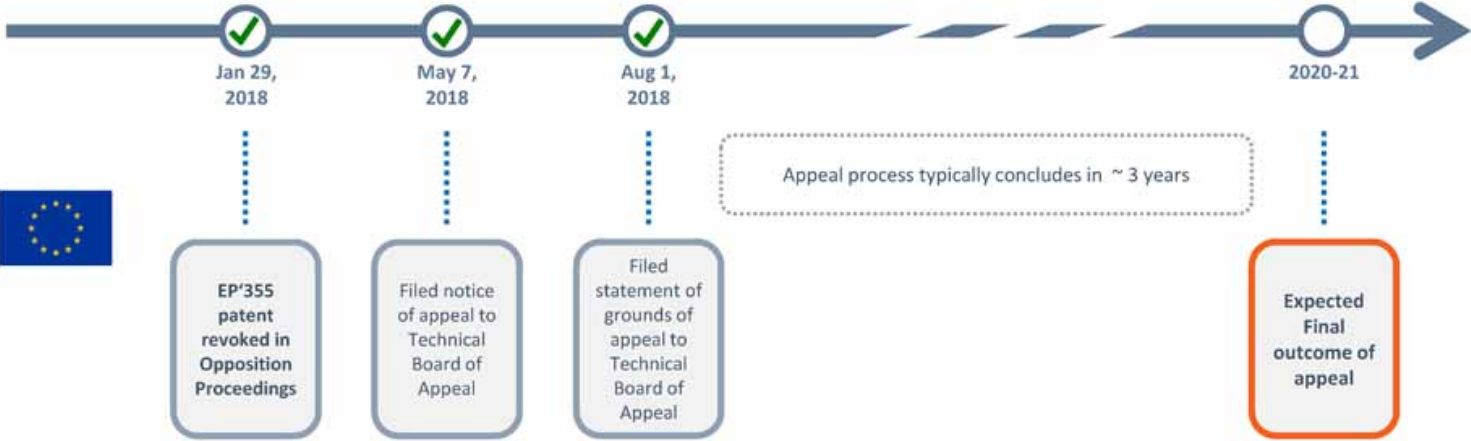 Jan 29,
2018
May 7,
2018
Aug 1,
2018
2020-21
Appeal process typically concludes in ~ 3 years
EP'355
patent
revoked in
Opposition
Proceedings
Filed notice
of appeal to
Technical
Board of
Appeal
Filed
statement of
grounds of
appeal to
Technical
Board of
Appeal
Expected
Final
outcome of
appeal